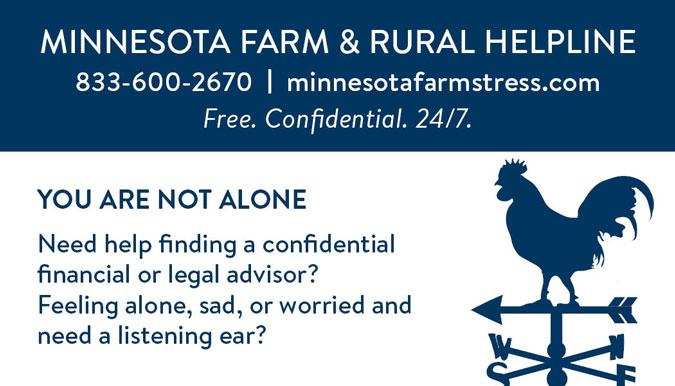 MINNESOTA FARM & RURAL HELPLINE
833-600-2670 | minnesotafarmstress.com
Free. Confidential. 24/7.
YOU ARE NOT ALONE
Need help finding a confidential
financial or legal advisor?
Feeling alone, sad, or worried and
need a listening ear?
W N
S E